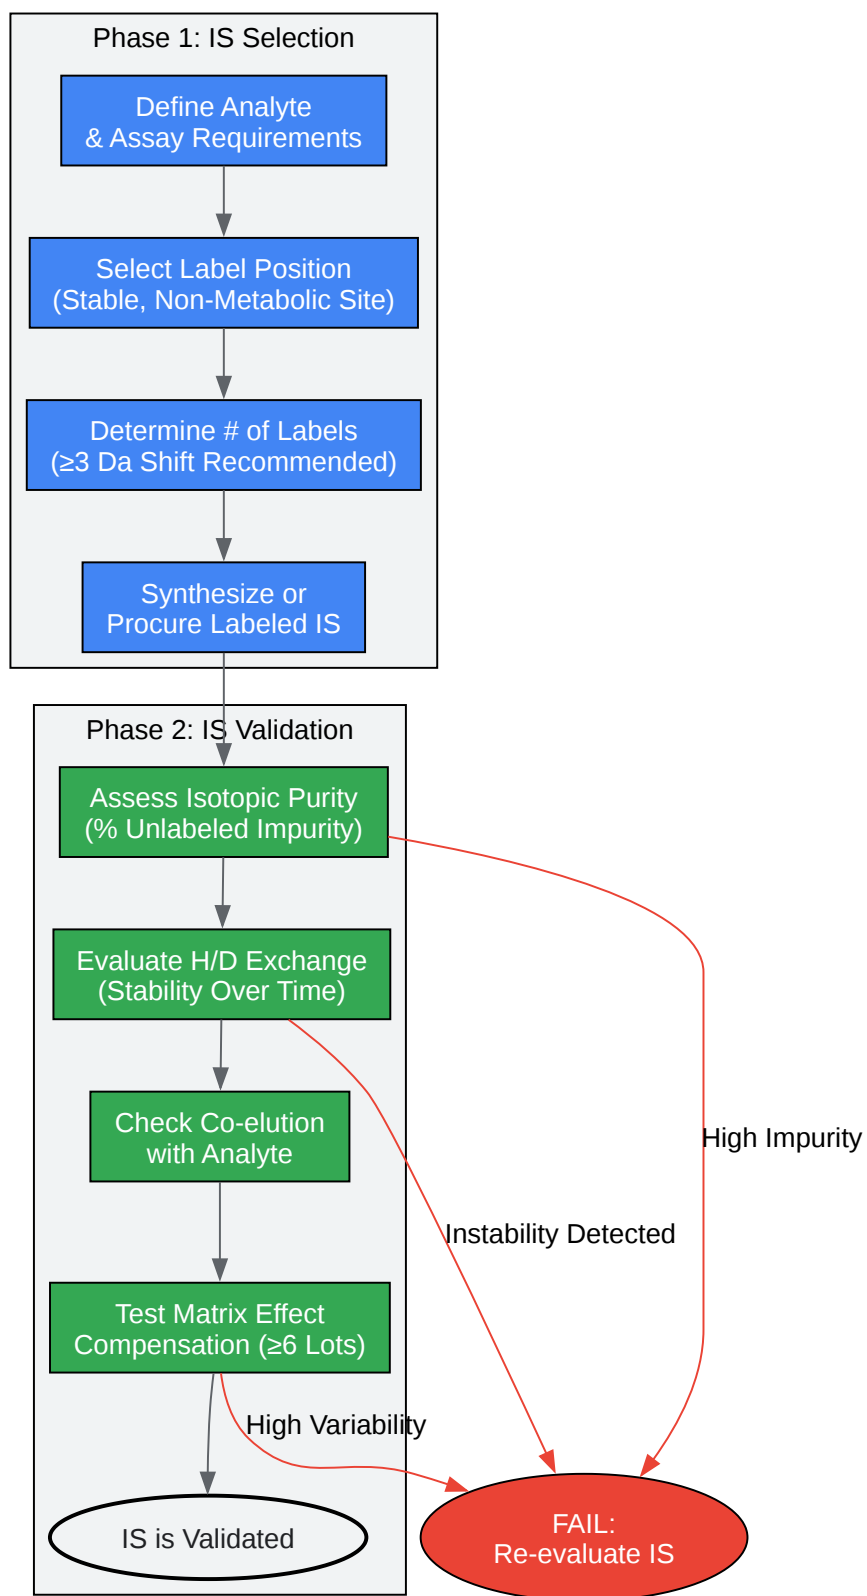 Phase 1: IS Selection
Define Analyte
& Assay Requirements
Select Label Position
(Stable, Non-Metabolic Site)
Determine # of Labels
(≥3 Da Shift Recommended)
Synthesize or
Procure Labeled IS
Phase 2: IS Validation
Assess Isotopic Purity
(% Unlabeled Impurity)
Evaluate H/D Exchange
(Stability Over Time)
Check Co-elution
with Analyte
High Impurity
Instability Detected
Test Matrix Effect
Compensation (≥6 Lots)
High Variability
IS is Validated
FAIL:
Re-evaluate IS